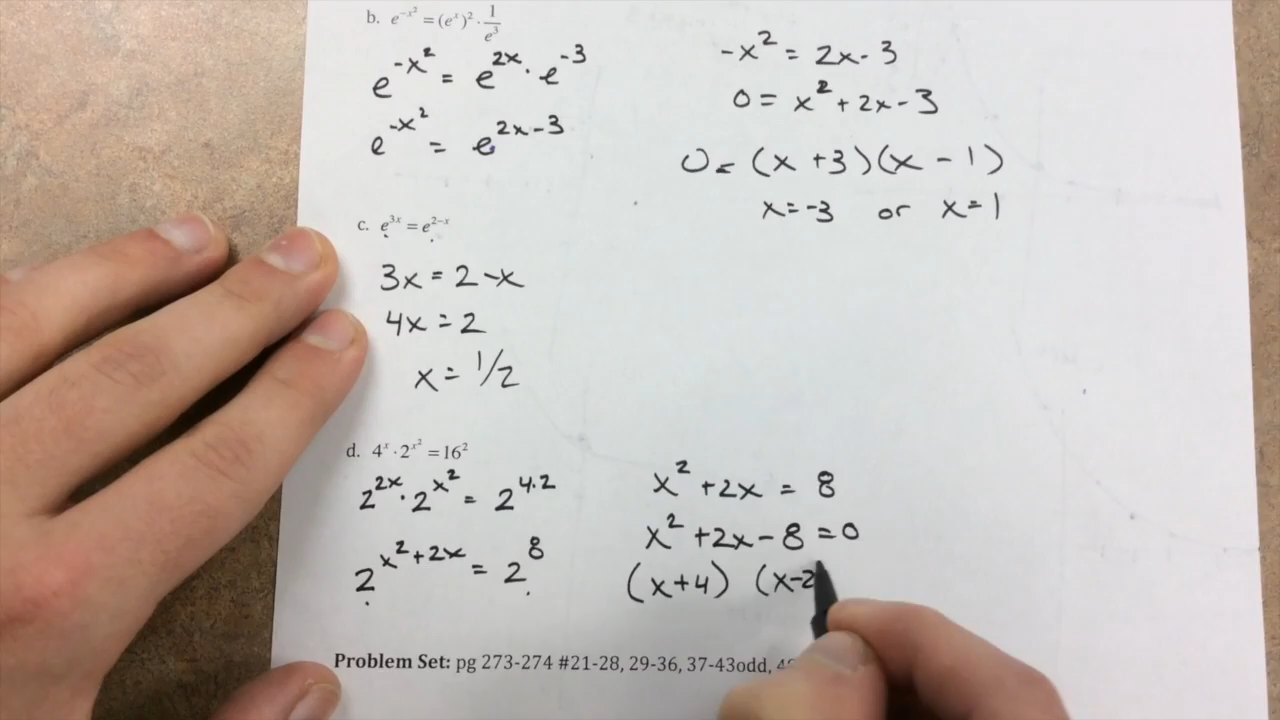 b. e^{-x²} = (e^x)² · 1/e³
e^{-x²} = e^{2x} · e^{-3}
e^{-x²} = e^{2x-3}
-x² = 2x-3
0 = x² + 2x - 3
0 = (x + 3)(x - 1)
x = -3 or x = 1
c. e^{3x} = e^{2-x}
3x = 2 - x
4x = 2
x = 1/2
d. 4^x · 2^{x²} = 16²
2^{2x} · 2^{x²} = 2^{4·2}
2^{x²+2x} = 2^8
x² + 2x = 8
x² + 2x - 8 = 0
(x+4) (x-2
Problem Set: pg 273-274 #21-28, 29-36, 37-43odd,